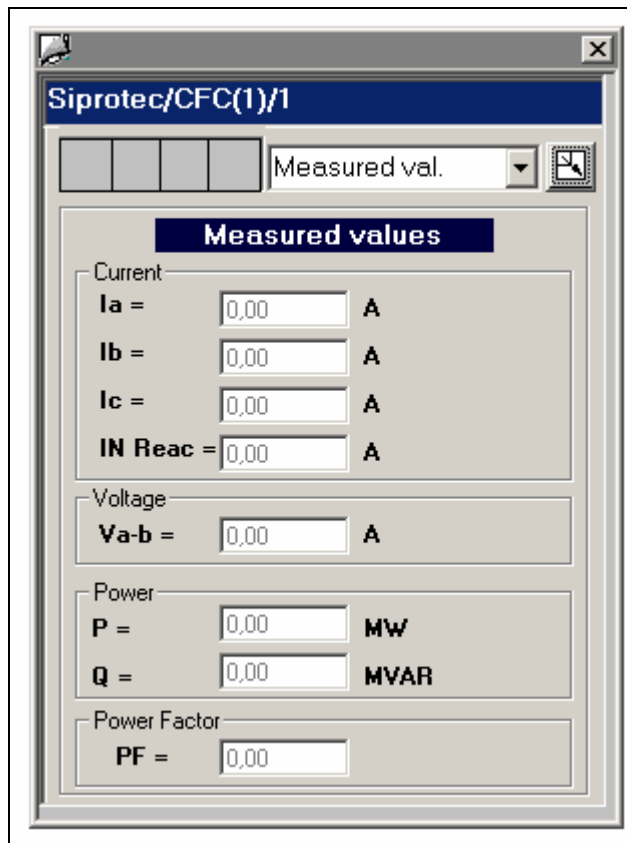 Siprotec/CFC(1)/1
Measured val.
Measured values
Current
Ia = 0,00 A
Ib = 0,00 A
Ic = 0,00 A
IN Reac = 0,00 A
Voltage
Va-b = 0,00 A
Power
P = 0,00 MW
Q = 0,00 MVAR
Power Factor
PF = 0,00